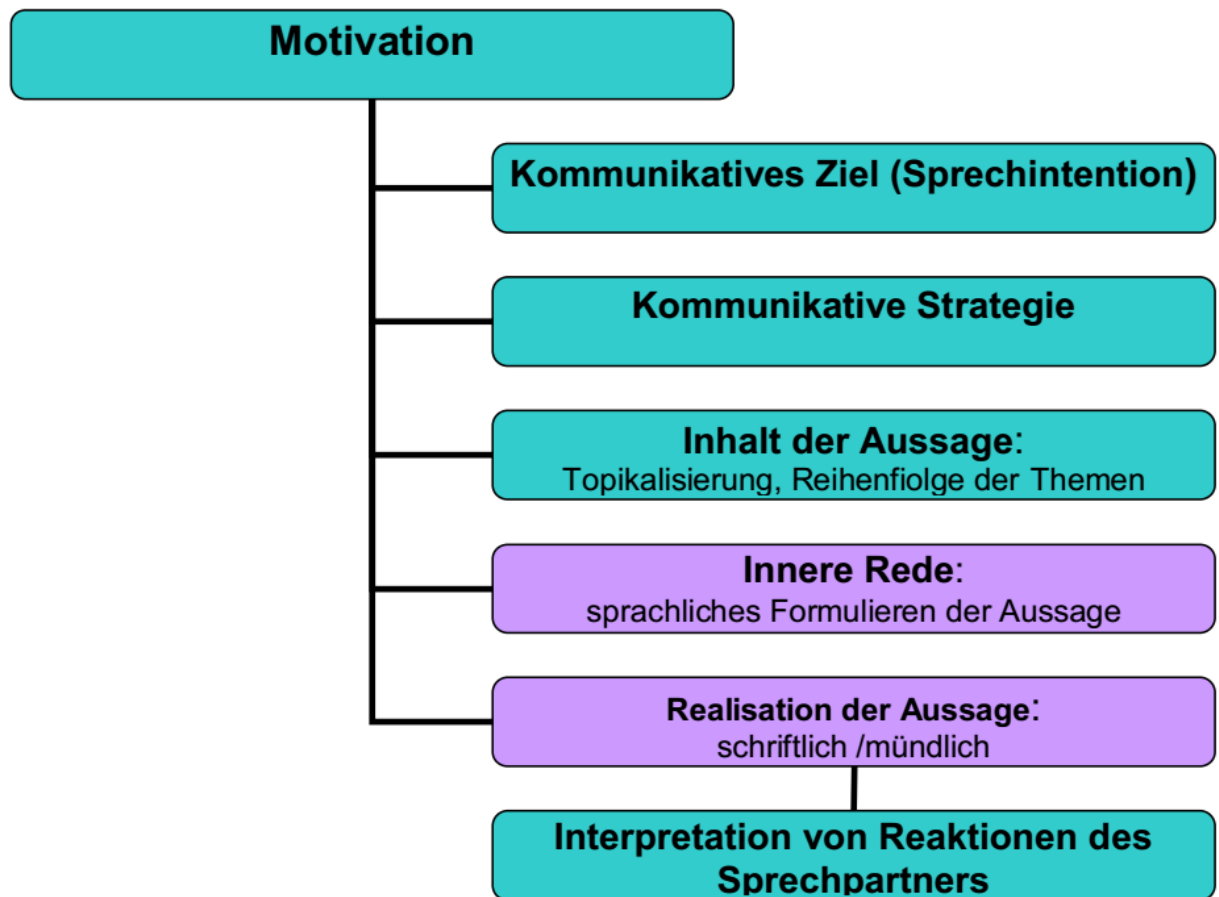 Motivation
Kommunikatives Ziel (Sprechintention)
Kommunikative Strategie
Inhalt der Aussage:
Topikalisierung, Reihenfiolge der Themen
Innere Rede:
sprachliches Formulieren der Aussage
Realisation der Aussage:
schriftlich /mündlich
Interpretation von Reaktionen des
Sprechpartners